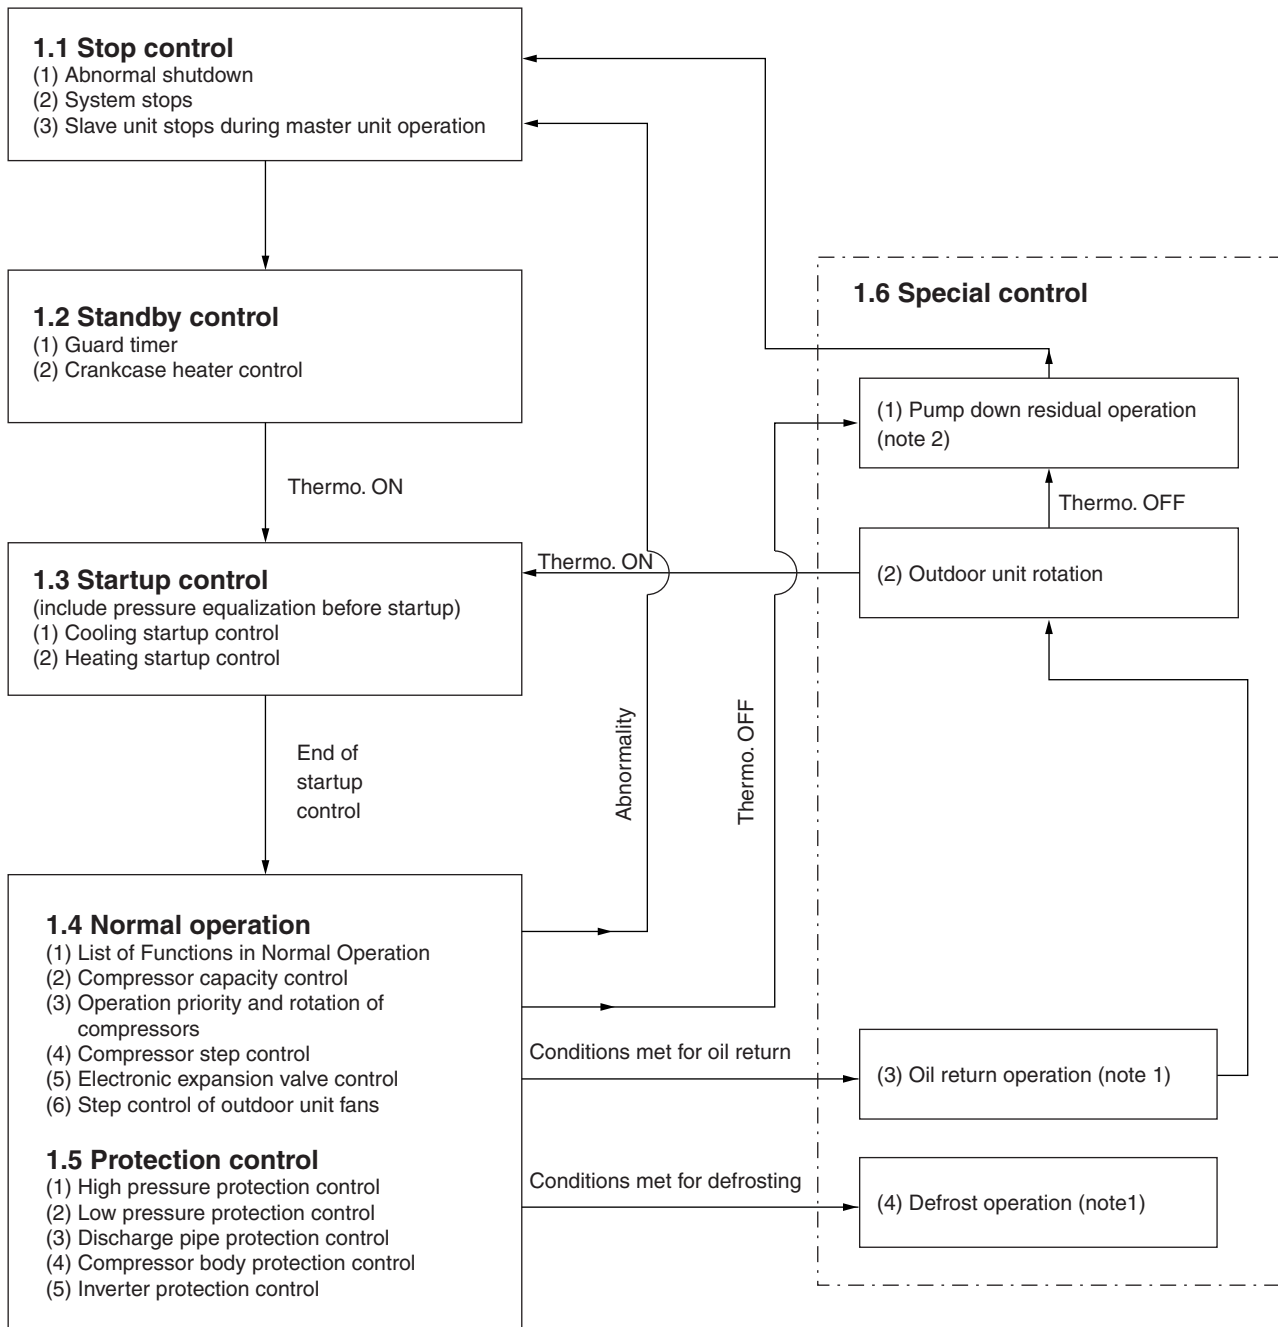 1.1 Stop control
(1) Abnormal shutdown
(2) System stops
(3) Slave unit stops during master unit operation
1.2 Standby control
(1) Guard timer
(2) Crankcase heater control
Thermo. ON
1.3 Startup control
(include pressure equalization before startup)
(1) Cooling startup control
(2) Heating startup control
End of
startup
control
1.4 Normal operation
(1) List of Functions in Normal Operation
(2) Compressor capacity control
(3) Operation priority and rotation of
compressors
(4) Compressor step control
(5) Electronic expansion valve control
(6) Step control of outdoor unit fans
1.5 Protection control
(1) High pressure protection control
(2) Low pressure protection control
(3) Discharge pipe protection control
(4) Compressor body protection control
(5) Inverter protection control
Thermo. ON
Abnormality
Thermo. OFF
Conditions met for oil return
Conditions met for defrosting
1.6 Special control
(1) Pump down residual operation
(note 2)
Thermo. OFF
(2) Outdoor unit rotation
(3) Oil return operation (note 1)
(4) Defrost operation (note1)